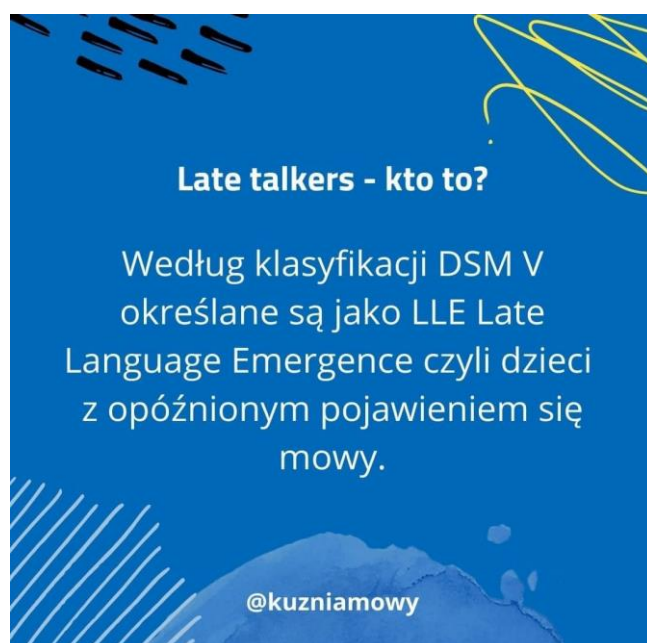 Late talkers - kto to?
Według klasyfikacji DSM V
określane są jako LLE Late
Language Emergence czyli dzieci
z opóźnionym pojawieniem się
mowy.
@kuzniamowy